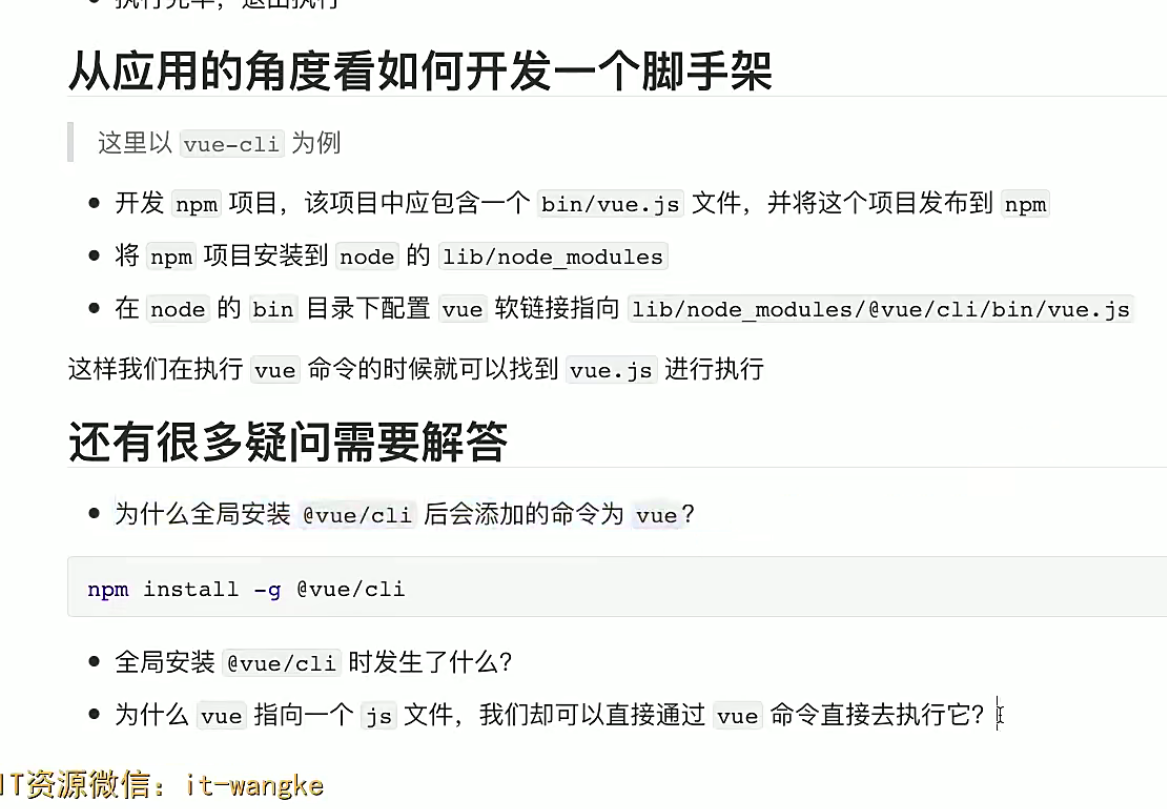 执行完毕，退出执行
从应用的角度看如何开发一个脚手架
这里以 vue-cli 为例
开发 npm 项目，该项目中应包含一个 bin/vue.js 文件，并将这个项目发布到 npm
将 npm 项目安装到 node 的 lib/node_modules
在 node 的 bin 目录下配置 vue 软链接指向 lib/node_modules/@vue/cli/bin/vue.js
这样我们在执行 vue 命令的时候就可以找到 vue.js 进行执行
还有很多疑问需要解答
为什么全局安装 @vue/cli 后会添加的命令为 vue？
npm install -g @vue/cli
全局安装 @vue/cli 时发生了什么？
为什么 vue 指向一个 js 文件，我们却可以直接通过 vue 命令直接去执行它？
IT资源微信：it-wangke